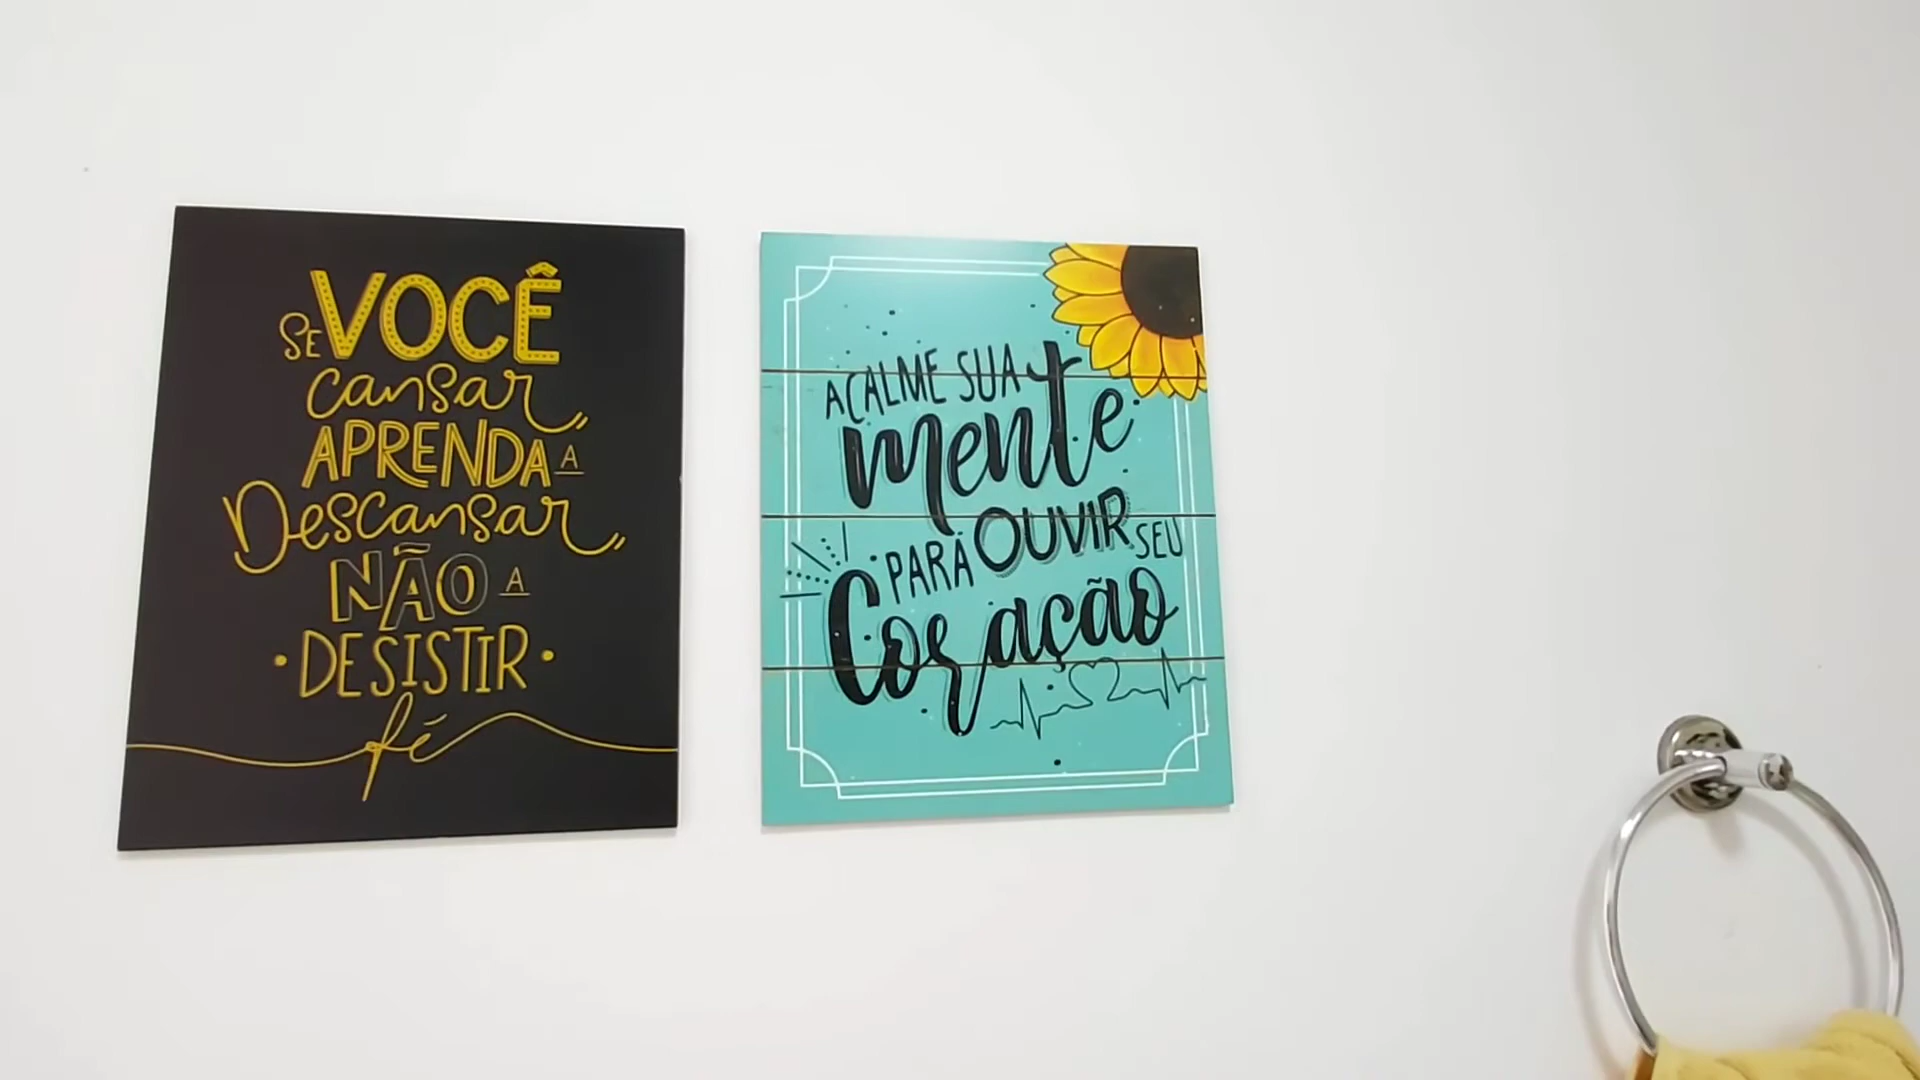 SE VOCÊ
cansar,
APRENDA A
Descansar,
NÃO A
DESISTIR
fé
ACALME SUA
mente
PARA OUVIR SEU
Coração